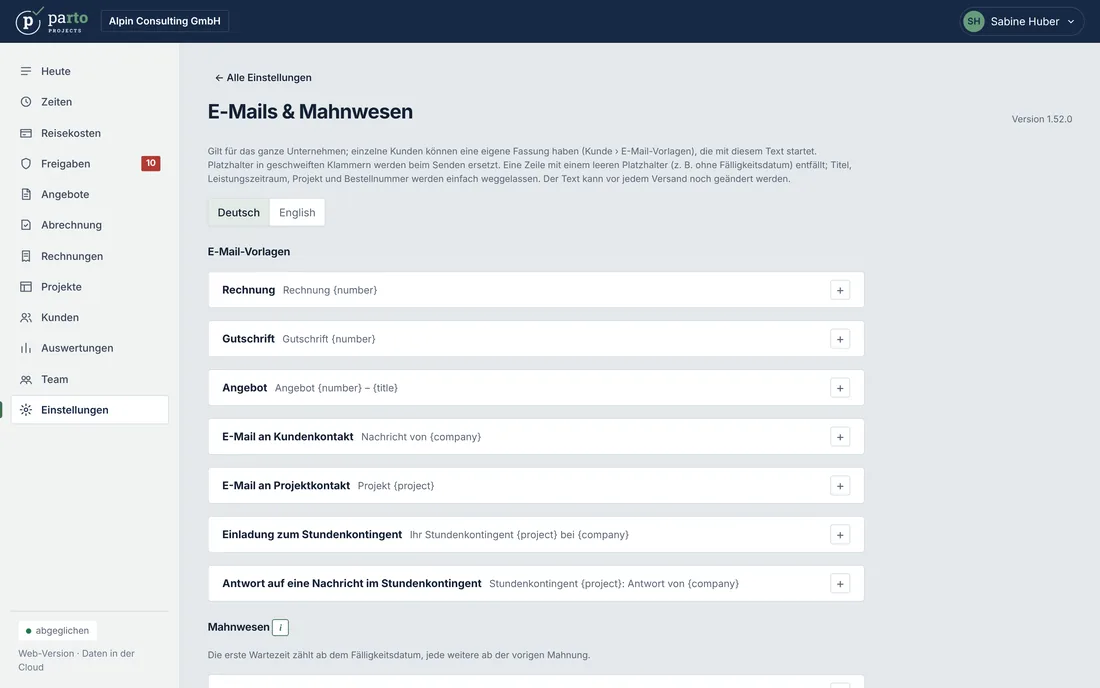 parto
PROJECTS
Alpin Consulting GmbH
SH Sabine Huber
Heute
Zeiten
Reisekosten
Freigaben 10
Angebote
Abrechnung
Rechnungen
Projekte
Kunden
Auswertungen
Team
Einstellungen
abgeglichen
Web-Version · Daten in der
Cloud
← Alle Einstellungen
E-Mails & Mahnwesen
Version 1.52.0
Gilt für das ganze Unternehmen; einzelne Kunden können eine eigene Fassung haben (Kunde › E-Mail-Vorlagen), die mit diesem Text startet.
Platzhalter in geschweiften Klammern werden beim Senden ersetzt. Eine Zeile mit einem leeren Platzhalter (z. B. ohne Fälligkeitsdatum) entfällt; Titel,
Leistungszeitraum, Projekt und Bestellnummer werden einfach weggelassen. Der Text kann vor jedem Versand noch geändert werden.
Deutsch English
E-Mail-Vorlagen
Rechnung Rechnung {number} +
Gutschrift Gutschrift {number} +
Angebot Angebot {number} – {title} +
E-Mail an Kundenkontakt Nachricht von {company} +
E-Mail an Projektkontakt Projekt {project} +
Einladung zum Stundenkontingent Ihr Stundenkontingent {project} bei {company} +
Antwort auf eine Nachricht im Stundenkontingent Stundenkontingent {project}: Antwort von {company} +
Mahnwesen i
Die erste Wartezeit zählt ab dem Fälligkeitsdatum, jede weitere ab der vorigen Mahnung.